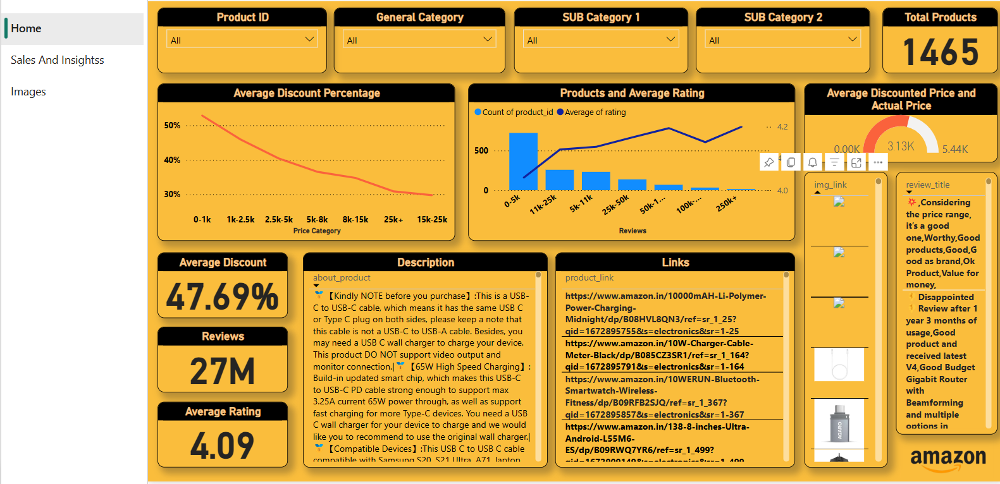 Home
Sales And Insightss
Images
Product ID
All
General Category
All
SUB Category 1
All
SUB Category 2
All
Total Products
1465
Average Discount Percentage
50%
40%
30%
0-1k 1k-2.5k 2.5k-5k 5k-8k 8k-15k 25k+ 15k-25k
Price Category
Products and Average Rating
Count of product_id Average of rating
500
0
4.2
4.0
0-5k 11k-25k 5k-11k 25k-50k 50k-1... 100k-... 250k+
Reviews
Average Discounted Price and
Actual Price
0.00K 3.13K 5.44K
Average Discount
47.69%
Reviews
27M
Average Rating
4.09
Description
about_product
【Kindly NOTE before you purchase】:This is a USB-
C to USB-C cable, which means it has the same USB C
or Type C plug on both sides, please keep a note that
this cable is not a USB-C to USB-A cable. Besides, you
may need a USB C wall charger to charge your device.
This product DO NOT support video output and
monitor connection.|【65W High Speed Charging】:
Build-in updated smart chip, which makes this USB-C
to USB-C PD cable strong enough to support max
3.25A current 65W power through, as well as support
fast charging for more Type-C devices. You need a USB
C wall charger for your device to charge and we would
like you to recommend to use the original wall charger.|
【Compatible Devices】:This USB C to USB C cable
compatible with Samsung S20, S21 Ultra, A71, laptop,
Links
product_link
https://www.amazon.in/10000mAH-Li-Polymer-
Power-Charging-
Midnight/dp/B08HVL8QN3/ref=sr_1_25?
qid=1672895755&s=electronics&sr=1-25
https://www.amazon.in/10W-Charger-Cable-
Meter-Black/dp/B085CZ3SR1/ref=sr_1_164?
qid=1672895791&s=electronics&sr=1-164
https://www.amazon.in/10WERUN-Bluetooth-
Smartwatch-Wireless-
Fitness/dp/B09RFB2SJQ/ref=sr_1_367?
qid=1672895857&s=electronics&sr=1-367
https://www.amazon.in/138-8-inches-Ultra-
Android-L55M6-
ES/dp/B09RWQ7YR6/ref=sr_1_499?
img_link
AGARO
review_title
💥,Considering
the price range,
it's a good
one,Worthy,Good
products,Good,G
ood as brand,Ok
Product,Value for
money,
Disappointed
Review after 1
year 3 months of
usage,Good
product and
received latest
V4,Good Budget
Gigabit Router
with
Beamforming
and multiple
options in
amazon